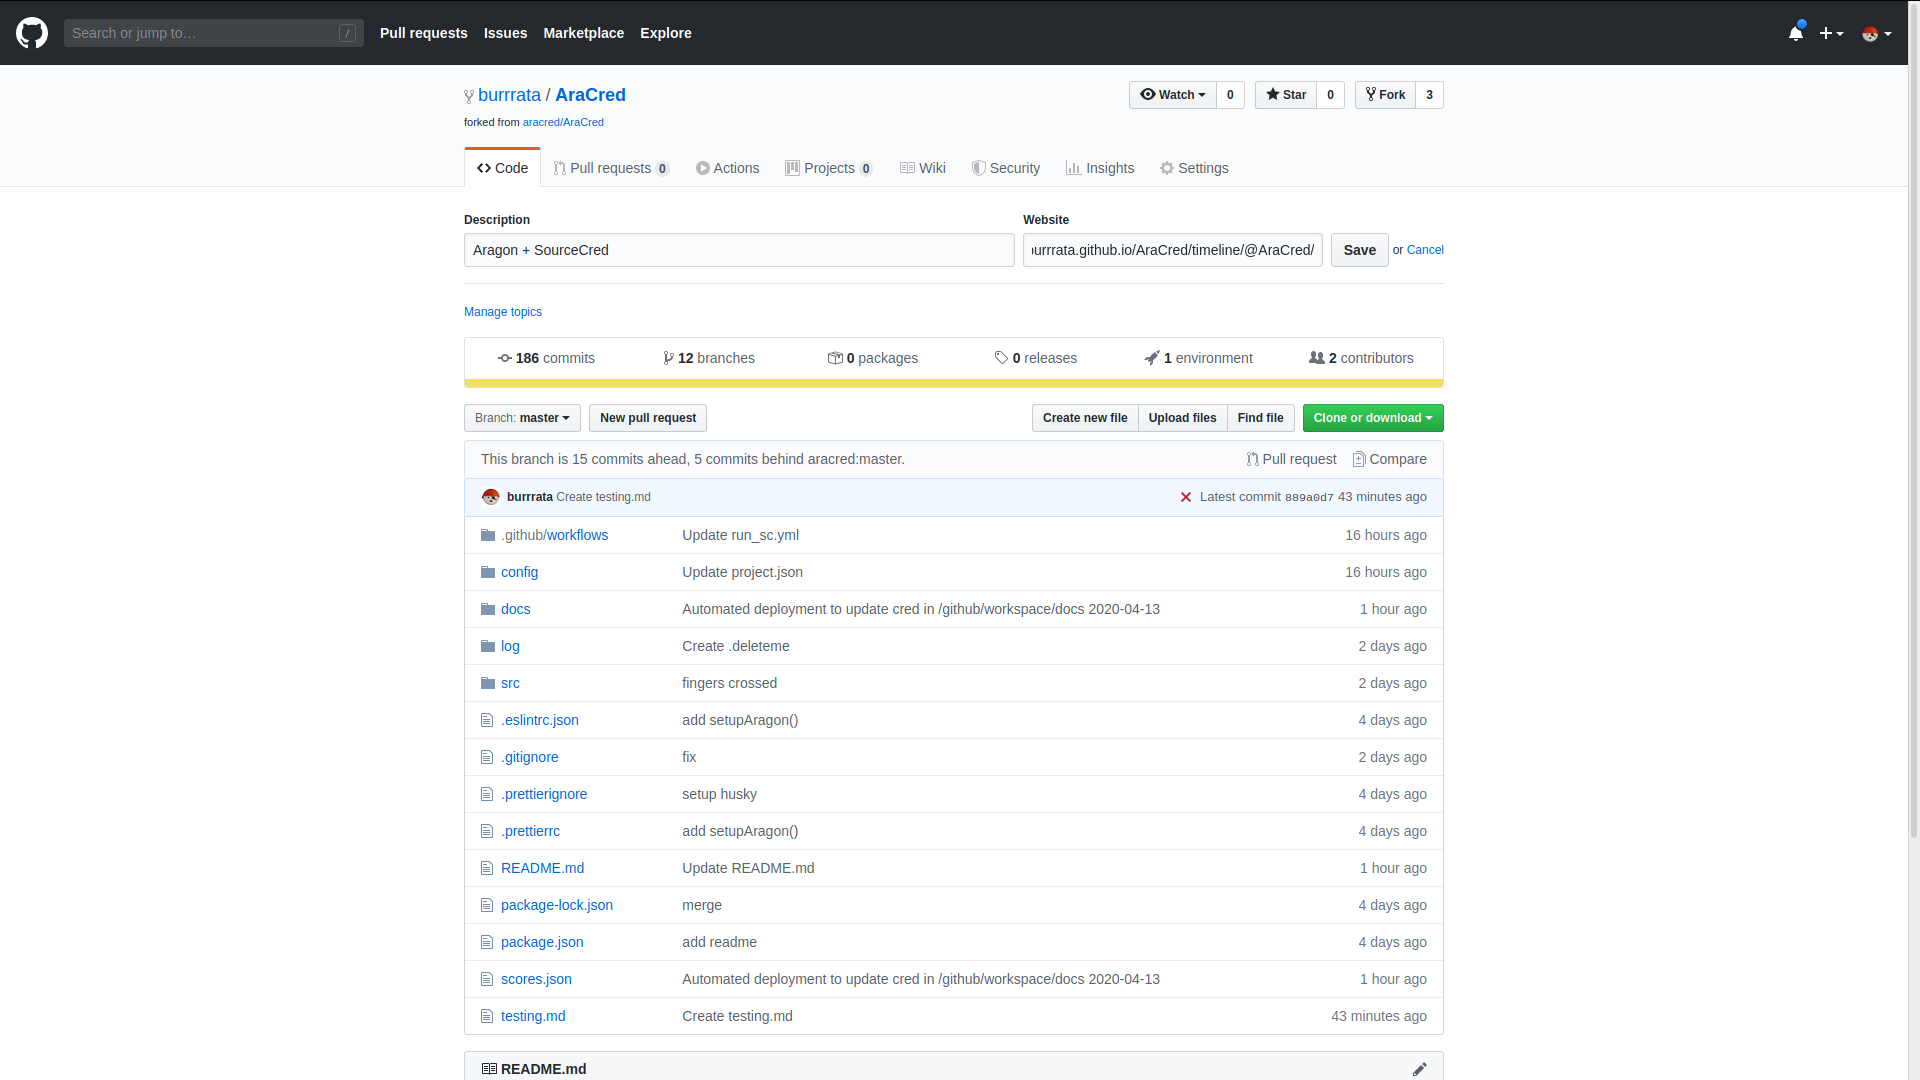 Search or jump to… /
Pull requests Issues Marketplace Explore
burrrata / AraCred
Watch 0 Star 0 Fork 3
forked from aracred/AraCred
Code Pull requests 0 Actions Projects 0 Wiki Security Insights Settings
Description Website
Aragon + SourceCred urrrata.github.io/AraCred/timeline/@AraCred/ Save or Cancel
Manage topics
186 commits 12 branches 0 packages 0 releases 1 environment 2 contributors
Branch: master New pull request Create new file Upload files Find file Clone or download
This branch is 15 commits ahead, 5 commits behind aracred:master. Pull request Compare
burrrata Create testing.md Latest commit 889a0d7 43 minutes ago
.github/workflows Update run_sc.yml 16 hours ago
config Update project.json 16 hours ago
docs Automated deployment to update cred in /github/workspace/docs 2020-04-13 1 hour ago
log Create .deleteme 2 days ago
src fingers crossed 2 days ago
.eslintrc.json add setupAragon() 4 days ago
.gitignore fix 2 days ago
.prettierignore setup husky 4 days ago
.prettierrc add setupAragon() 4 days ago
README.md Update README.md 1 hour ago
package-lock.json merge 4 days ago
package.json add readme 4 days ago
scores.json Automated deployment to update cred in /github/workspace/docs 2020-04-13 1 hour ago
testing.md Create testing.md 43 minutes ago
README.md